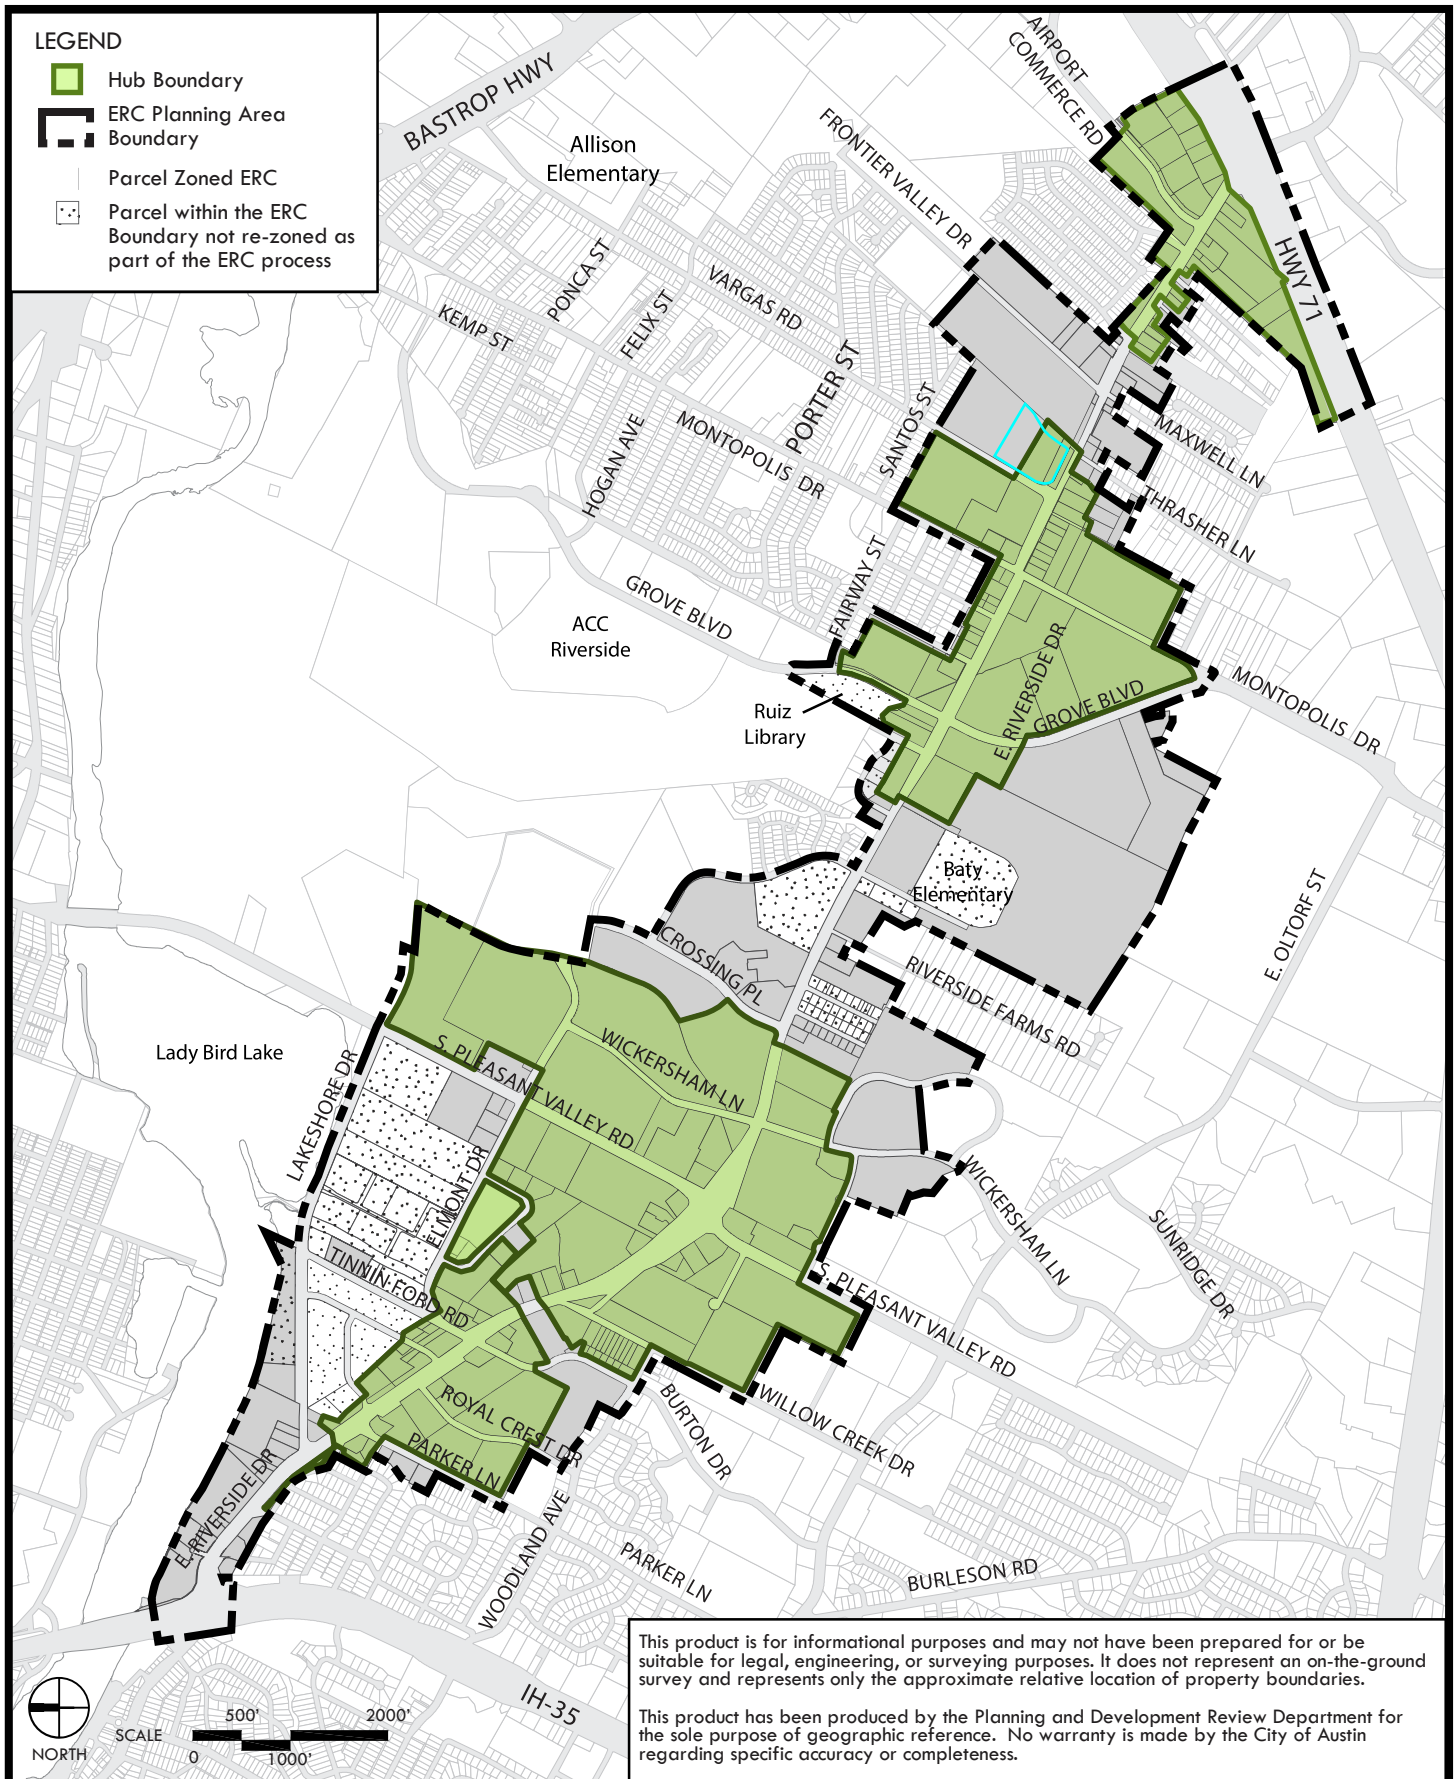 LEGEND
Hub Boundary
ERC Planning Area
Boundary
Parcel Zoned ERC
Parcel within the ERC
Boundary not re-zoned as
part of the ERC process
BASTROP HWY
AIRPORT
COMMERCE RD
Allison
Elementary
FRONTIER VALLEY DR
HWY 71
PONCA ST
VARGAS RD
KEMP ST
FELIX ST
PORTER ST
SANTOS ST
MONTOPOLIS DR
HOGAN AVE
MAXWELL LN
THRASHER LN
FAIRWAY ST
GROVE BLVD
ACC
Riverside
E. RIVERSIDE DR
GROVE BLVD
MONTOPOLIS DR
Ruiz
Library
Baty
Elementary
E. OLTORF ST
CROSSING PL
RIVERSIDE FARMS RD
Lady Bird Lake
LAKESHORE DR
S. PLEASANT VALLEY RD
WICKERSHAM LN
ELMONT DR
WICKERSHAM LN
SUNRIDGE DR
TINNIN FORD RD
S. PLEASANT VALLEY RD
ROYAL CREST DR
PARKER LN
BURTON DR
WILLOW CREEK DR
E. RIVERSIDE DR
WOODLAND AVE
PARKER LN
BURLESON RD
IH-35
NORTH
SCALE
500'
2000'
0
1000'
This product is for informational purposes and may not have been prepared for or be
suitable for legal, engineering, or surveying purposes. It does not represent an on-the-ground
survey and represents only the approximate relative location of property boundaries.
This product has been produced by the Planning and Development Review Department for
the sole purpose of geographic reference. No warranty is made by the City of Austin
regarding specific accuracy or completeness.